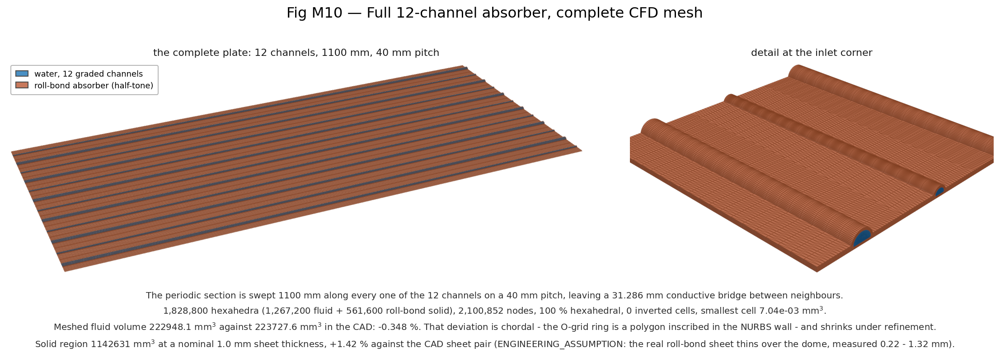 Fig M10 — Full 12-channel absorber, complete CFD mesh
the complete plate: 12 channels, 1100 mm, 40 mm pitch
water, 12 graded channels
roll-bond absorber (half-tone)
detail at the inlet corner
The periodic section is swept 1100 mm along every one of the 12 channels on a 40 mm pitch, leaving a 31.286 mm conductive bridge between neighbours.
1,828,800 hexahedra (1,267,200 fluid + 561,600 roll-bond solid), 2,100,852 nodes, 100 % hexahedral, 0 inverted cells, smallest cell 7.04e-03 mm³.
Meshed fluid volume 222948.1 mm³ against 223727.6 mm³ in the CAD: -0.348 %. That deviation is chordal - the O-grid ring is a polygon inscribed in the NURBS wall - and shrinks under refinement.
Solid region 1142631 mm³ at a nominal 1.0 mm sheet thickness, +1.42 % against the CAD sheet pair (ENGINEERING_ASSUMPTION: the real roll-bond sheet thins over the dome, measured 0.22 - 1.32 mm).